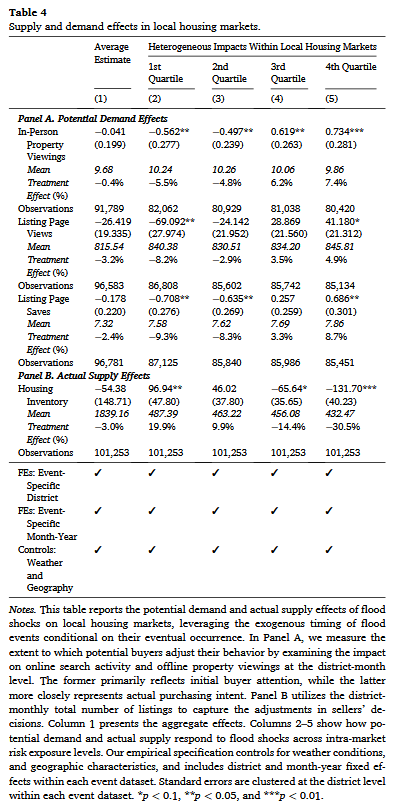 Table 4
Supply and demand effects in local housing markets.
Average Estimate Heterogeneous Impacts Within Local Housing Markets
1st Quartile 2nd Quartile 3rd Quartile 4th Quartile
(1) (2) (3) (4) (5)
Panel A. Potential Demand Effects
In-Person −0.041 −0.562** −0.497** 0.619** 0.734***
Property (0.199) (0.277) (0.239) (0.263) (0.281)
Viewings
Mean 9.68 10.24 10.26 10.06 9.86
Treatment −0.4% −5.5% −4.8% 6.2% 7.4%
Effect (%)
Observations 91,789 82,062 80,929 81,038 80,420
Listing Page −26.419 −69.092** −24.142 28.869 41.180*
Views (19.335) (27.974) (21.952) (21.560) (21.312)
Mean 815.54 840.38 830.51 834.20 845.81
Treatment −3.2% −8.2% −2.9% 3.5% 4.9%
Effect (%)
Observations 96,583 86,808 85,602 85,742 85,134
Listing Page −0.178 −0.708** −0.635** 0.257 0.686**
Saves (0.220) (0.276) (0.269) (0.259) (0.301)
Mean 7.32 7.58 7.62 7.69 7.86
Treatment −2.4% −9.3% −8.3% 3.3% 8.7%
Effect (%)
Observations 96,781 87,125 85,840 85,986 85,451
Panel B. Actual Supply Effects
Housing −54.38 96.94** 46.02 −65.64* −131.70***
Inventory (148.71) (47.80) (37.80) (35.65) (40.23)
Mean 1839.16 487.39 463.22 456.08 432.47
Treatment −3.0% 19.9% 9.9% −14.4% −30.5%
Effect (%)
Observations 101,253 101,253 101,253 101,253 101,253
FEs: Event- ✓ ✓ ✓ ✓ ✓
Specific
District
FEs: Event- ✓ ✓ ✓ ✓ ✓
Specific
Month-Year
Controls: ✓ ✓ ✓ ✓ ✓
Weather
and
Geography
Notes. This table reports the potential demand and actual supply effects of flood
shocks on local housing markets, leveraging the exogenous timing of flood
events conditional on their eventual occurrence. In Panel A, we measure the
extent to which potential buyers adjust their behavior by examining the impact
on online search activity and offline property viewings at the district-month
level. The former primarily reflects initial buyer attention, while the latter
more closely represents actual purchasing intent. Panel B utilizes the district-
monthly total number of listings to capture the adjustments in sellers' de-
cisions. Column 1 presents the aggregate effects. Columns 2–5 show how po-
tential demand and actual supply respond to flood shocks across intra-market
risk exposure levels. Our empirical specification controls for weather conditions,
and geographic characteristics, and includes district and month-year fixed ef-
fects within each event dataset. Standard errors are clustered at the district level
within each event dataset. *p < 0.1, **p < 0.05, and ***p < 0.01.